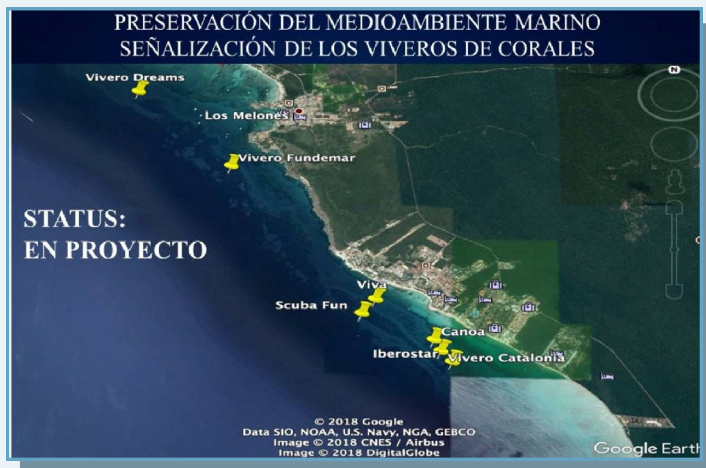 PRESERVACIÓN DEL MEDIOAMBIENTE MARINO
SEÑALIZACIÓN DE LOS VIVEROS DE CORALES
N
Vivero Dreams
Los Melones
Vivero Fundemar
STATUS:
EN PROYECTO
Viva
Scuba Fun
Canoa
Iberostar
Vivero Catalonia
© 2018 Google
Data SIO, NOAA, U.S. Navy, NGA, GEBCO
Image © 2018 CNES / Airbus
Image © 2018 DigitalGlobe
Google Earth